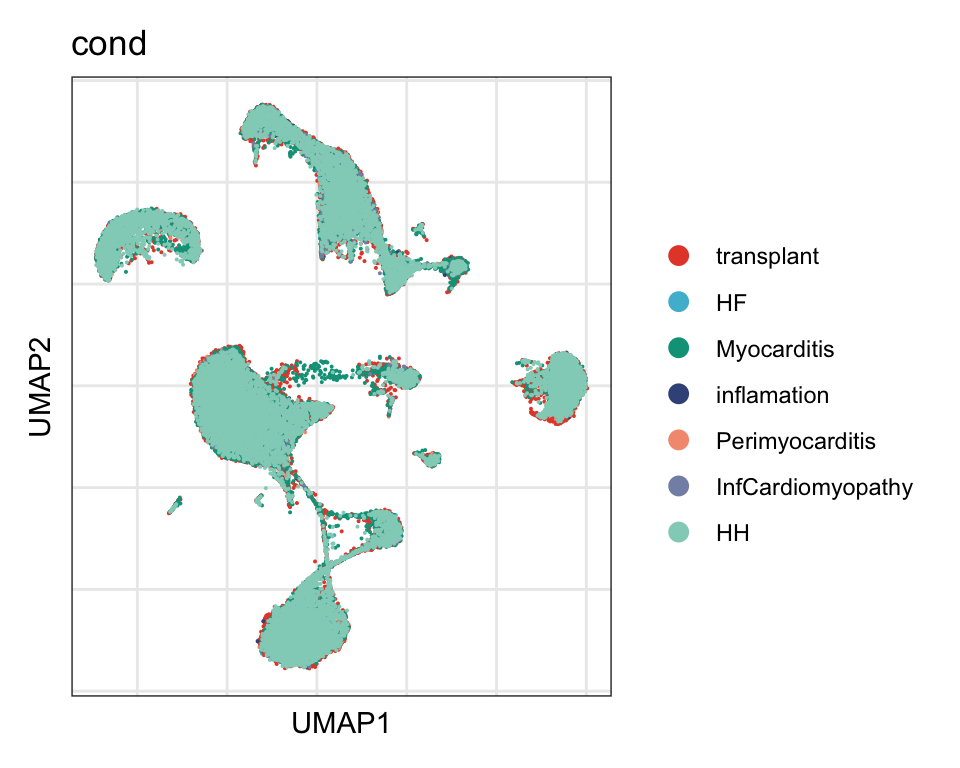 cond
UMAP2
UMAP1
transplant
HF
Myocarditis
inflamation
Perimyocarditis
InfCardiomyopathy
HH